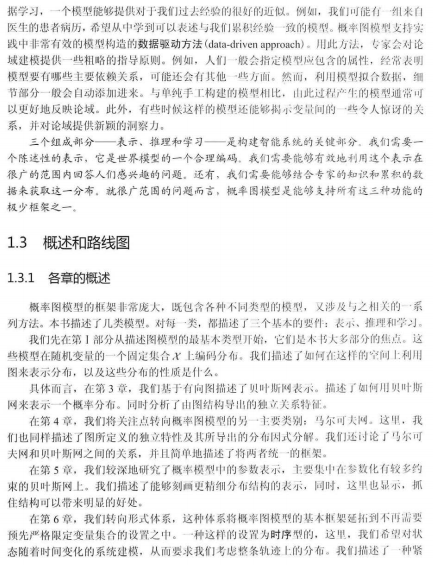 据学习，一个模型能够提供对于我们过去经验的很好的近似。例如，我们可能有一组来自
医生的患者病历，希望从中学到可以表述与我们累积经验一致的模型。概率图模型支持实
践中非常有效的模型构造的数据驱动方法(data-driven approach)。用此方法，专家会对论
域建模提供一些粗略的指导原则。例如，人们一般会指定模型应包含的属性，经常表明
模型要有哪些主要依赖关系，可能还会有其他一些方面。然而，利用模型拟合数据，细
节部分一般会自动添加进来。与单纯手工构建的模型相比，由此过程产生的模型通常可
以更好地反映论域。此外，有些时候这样的模型还能够揭示变量间的一些令人惊讶的关
系，并对论域提供新颖的洞察力。
三个组成部分——表示、推理和学习——是构建智能系统的关键部分。我们需要一
个陈述性的表示，它是世界模型的一个合理编码。我们需要能够有效地利用这个表示在
很广的范围内回答人们感兴趣的问题。还有，我们需要能够结合专家的知识和累积的数
据来获取这一分布。就很广范围的问题而言，概率图模型是能够支持所有这三种功能的
极少框架之一。
1.3 概述和路线图
1.3.1 各章的概述
概率图模型的框架非常庞大，既包含各种不同类型的模型，又涉及与之相关的一系
列方法。本书描述了几类模型。对每一类，都描述了三个基本的要件：表示、推理和学习。
我们先在第1部分从描述图模型的最基本类型开始，它们是本书大多部分的焦点。这
些模型在随机变量的一个固定集合 X 上编码分布。我们描述了如何在这样的空间上利用
图来表示分布，以及这些分布的性质是什么。
具体而言，在第3章，我们基于有向图描述了贝叶斯网表示。描述了如何用贝叶斯
网来表示一个概率分布。同时分析了由图结构导出的独立关系特征。
在第4章，我们将关注点转向概率图模型的另一主要类别：马尔可夫网。这里，我
们也同样描述了图所定义的独立特性及其所导出的分布因式分解。我们还讨论了马尔可
夫网和贝叶斯网之间的关系，并且简单地描述了将两者统一的框架。
在第5章，我们较深地研究了概率模型中的参数表示，主要集中在参数化有较多约
束的贝叶斯网上。我们描述了能够刻画更精细分布结构的表示，同时，这里也显示，抓
住结构可以带来明显的好处。
在第6章，我们转向形式体系，这种体系将概率图模型的基本框架延拓到不再需要
预先严格限定变量集合的设置之中。一种这样的设置为时序型的，这里，我们希望对状
态随着时间变化的系统建模，从而要求我们考虑整条轨迹上的分布。我们描述了一种紧